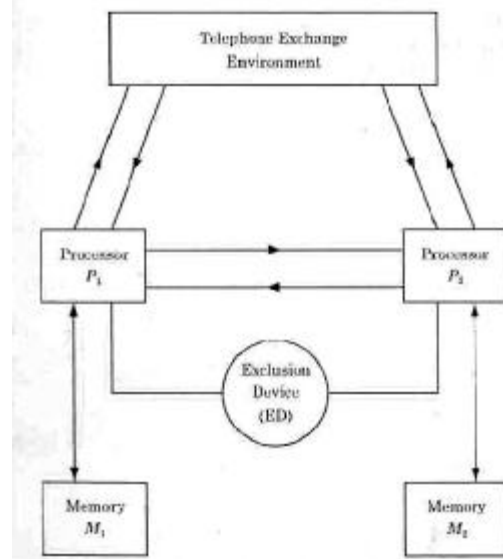 Telephone Exchange
Environment
Processor
P₁
Processor
P₂
Exclusion
Device
(ED)
Memory
M₁
Memory
M₂